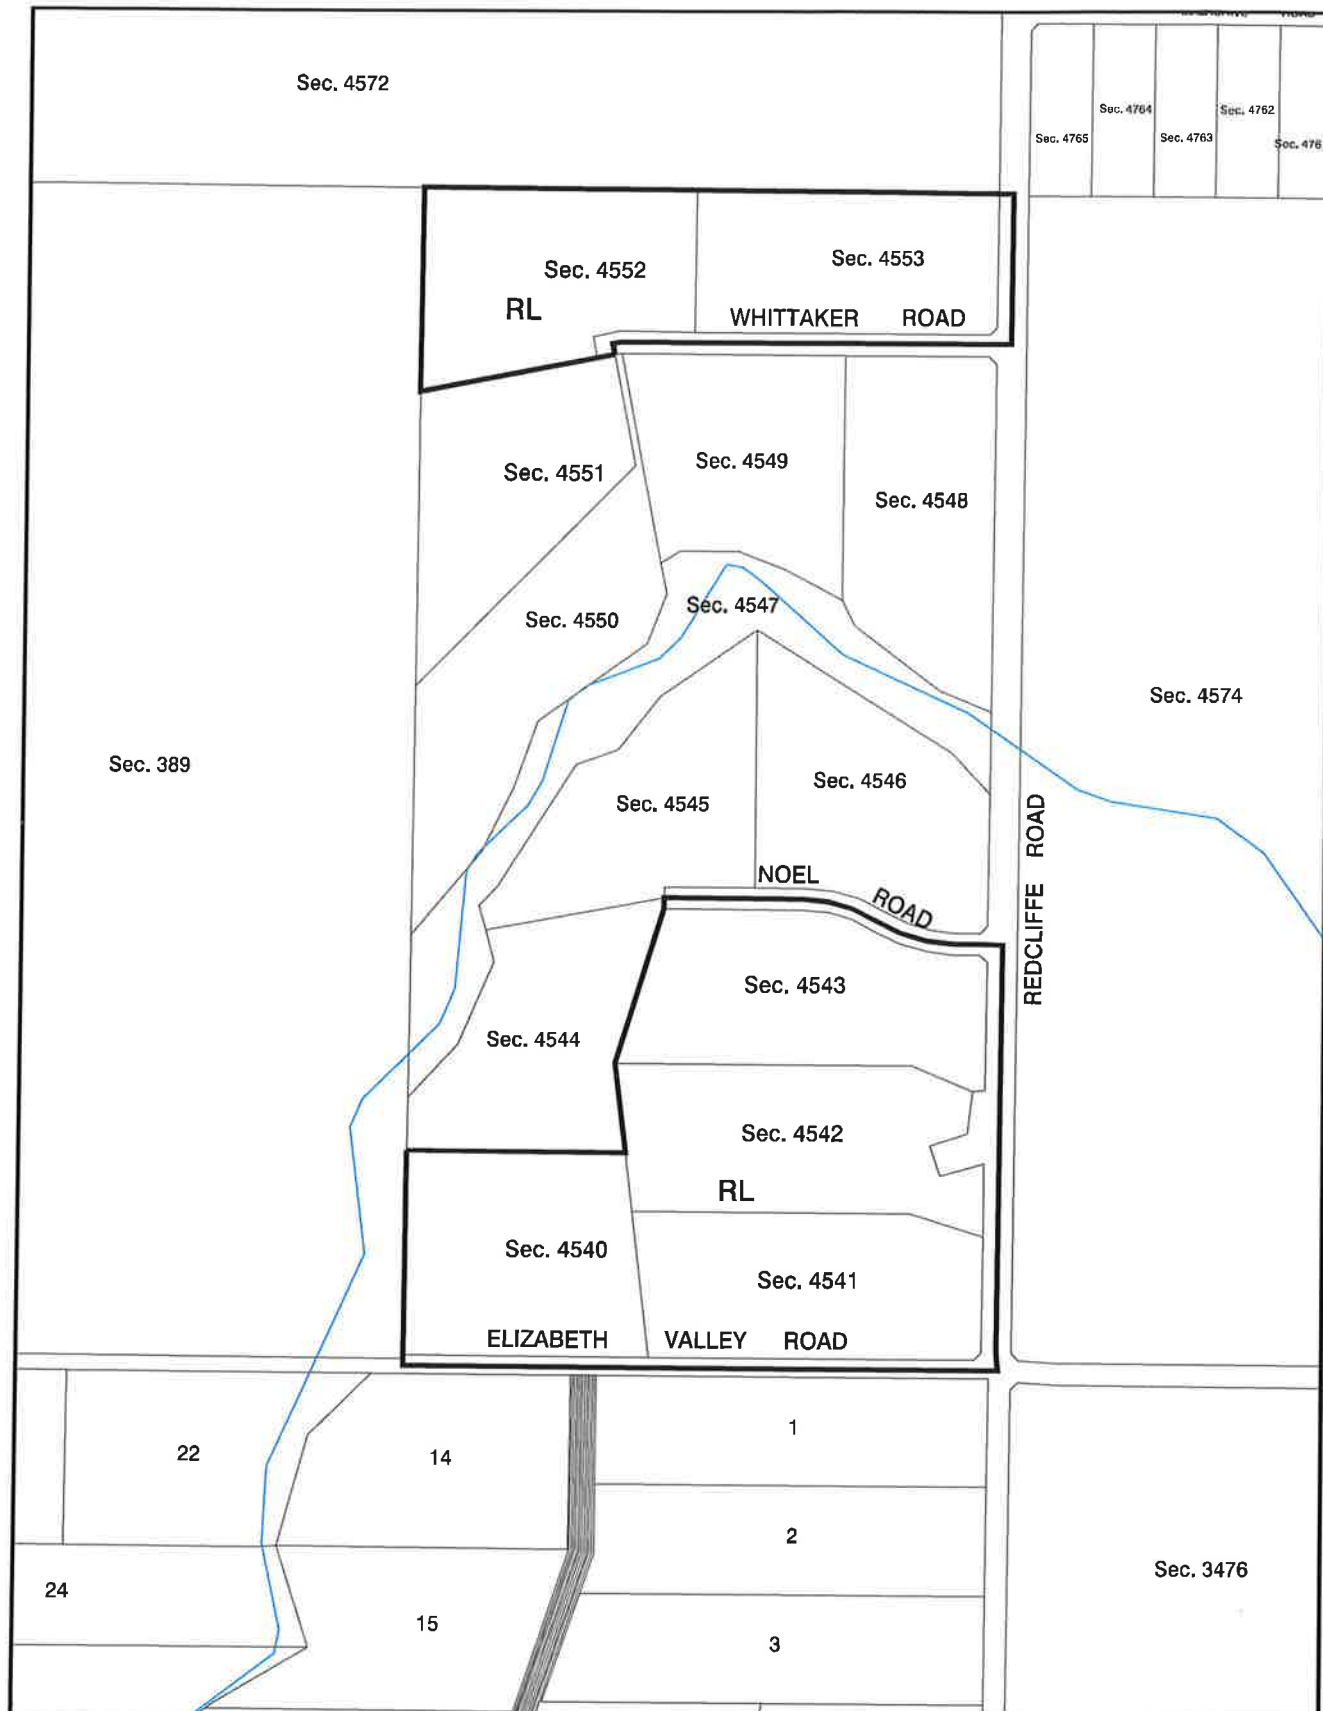 ROAD
Sec. 4572
Sec. 4764
Sec. 4762
Sec. 4765
Sec. 4763
Sec. 476
Sec. 4553
Sec. 4552
RL
WHITTAKER ROAD
Sec. 4549
Sec. 4551
Sec. 4548
Sec. 4547
Sec. 4550
Sec. 4574
Sec. 389
Sec. 4546
Sec. 4545
NOEL ROAD
REDCLIFFE ROAD
Sec. 4543
Sec. 4544
Sec. 4542
RL
Sec. 4540
Sec. 4541
ELIZABETH VALLEY ROAD
1
22
14
2
Sec. 3476
24
15
3